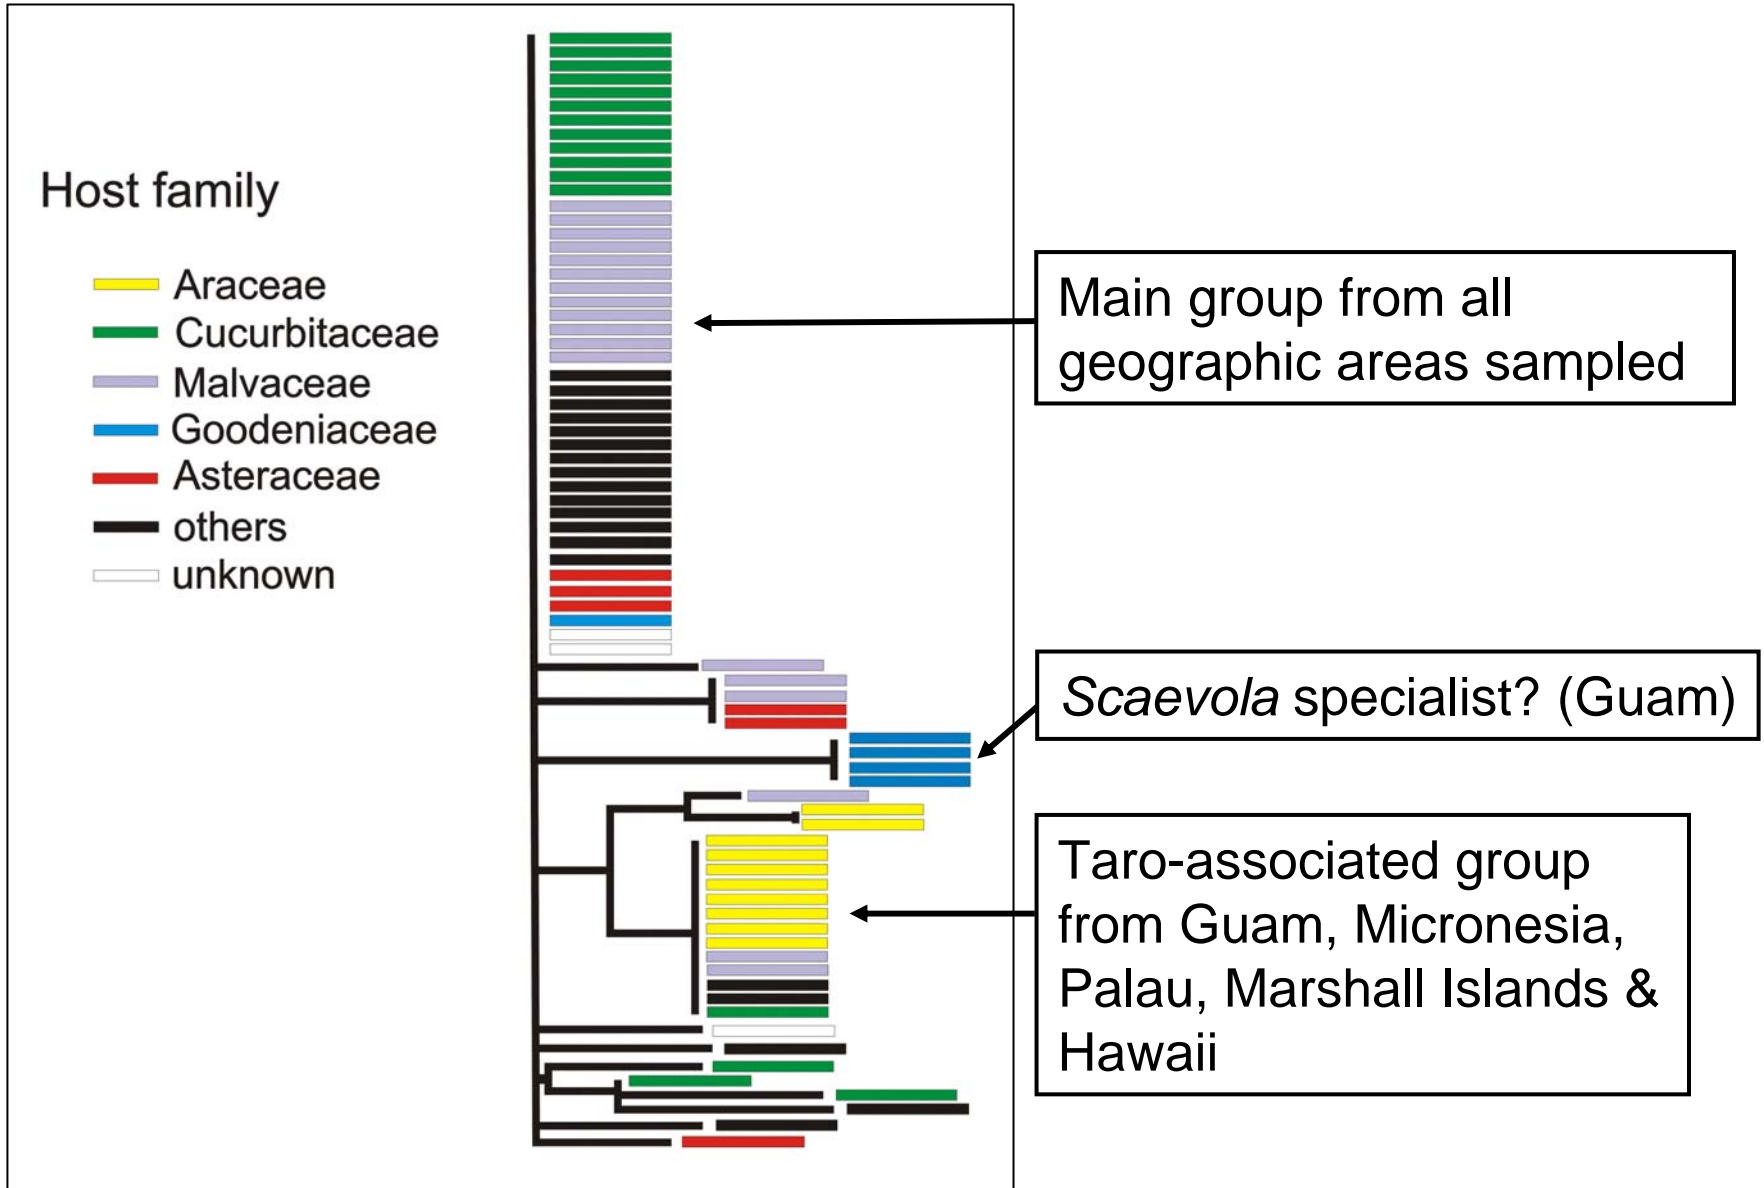 Host family
Araceae
Cucurbitaceae
Malvaceae
Goodeniaceae
Asteraceae
others
unknown
Main group from all
geographic areas sampled
Scaevola specialist? (Guam)
Taro-associated group
from Guam, Micronesia,
Palau, Marshall Islands &
Hawaii